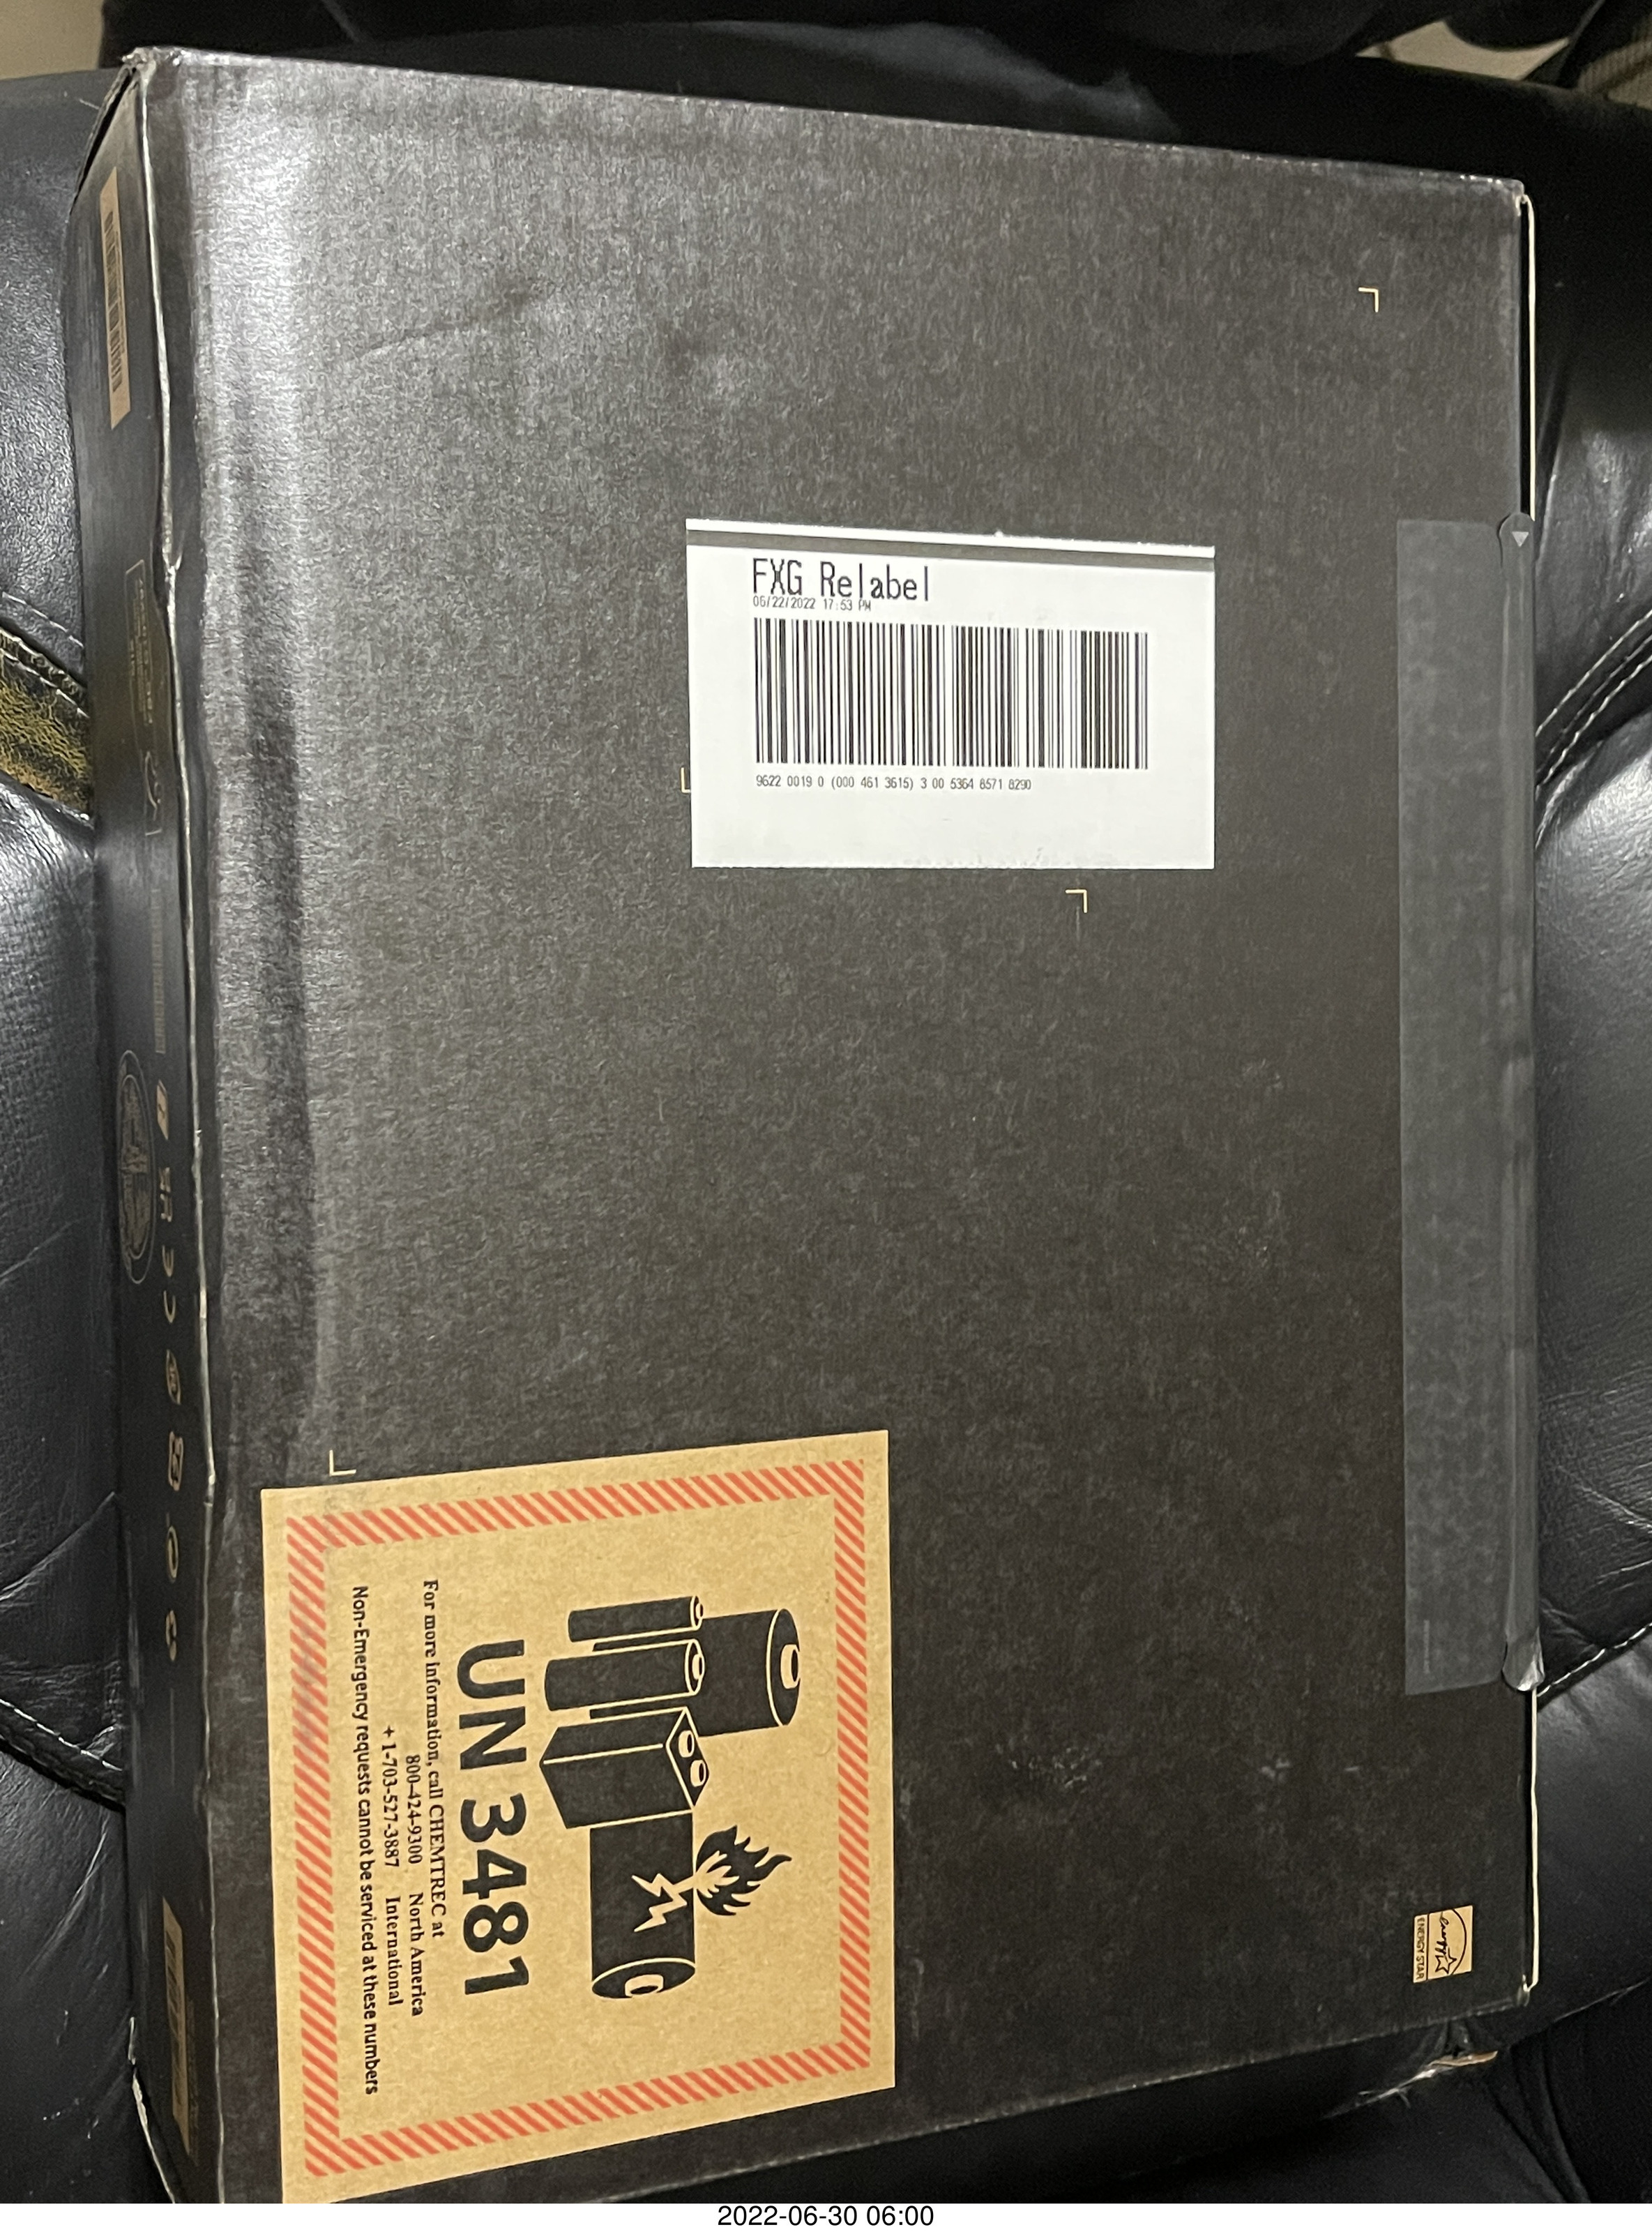 FXG Relabel
06/22/2022 17:53 PM
9622 0019 0 (000 461 3615) 3 00 5364 8571 8290
UN 3481
For more information, call CHEMTREC at
800-424-9300 North America
+ 1-703-527-3887 International
Non-Emergency requests cannot be serviced at these numbers
energy
ENERGY STAR
2022-06-30 06:00